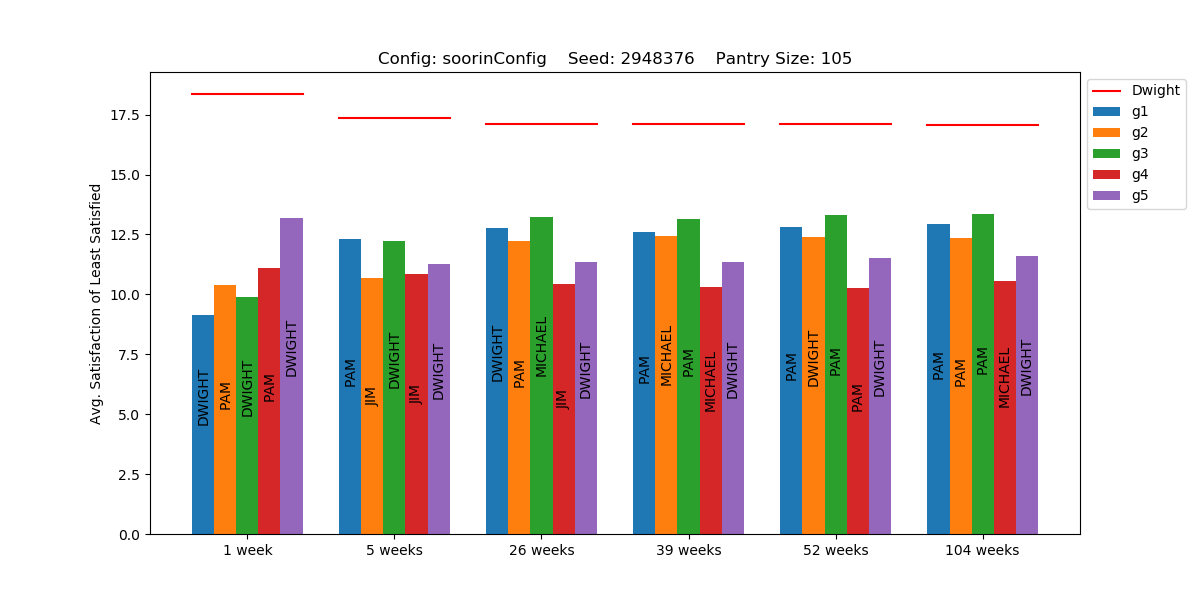 Config: soorinConfig    Seed: 2948376    Pantry Size: 105
Avg. Satisfaction of Least Satisfied
17.5
15.0
12.5
10.0
7.5
5.0
2.5
0.0
DWIGHT
PAM
DWIGHT
PAM
DWIGHT
PAM
JIM
DWIGHT
JIM
DWIGHT
DWIGHT
PAM
MICHAEL
JIM
DWIGHT
PAM
MICHAEL
PAM
MICHAEL
DWIGHT
PAM
DWIGHT
PAM
PAM
DWIGHT
PAM
PAM
PAM
MICHAEL
DWIGHT
1 week
5 weeks
26 weeks
39 weeks
52 weeks
104 weeks
Dwight
g1
g2
g3
g4
g5